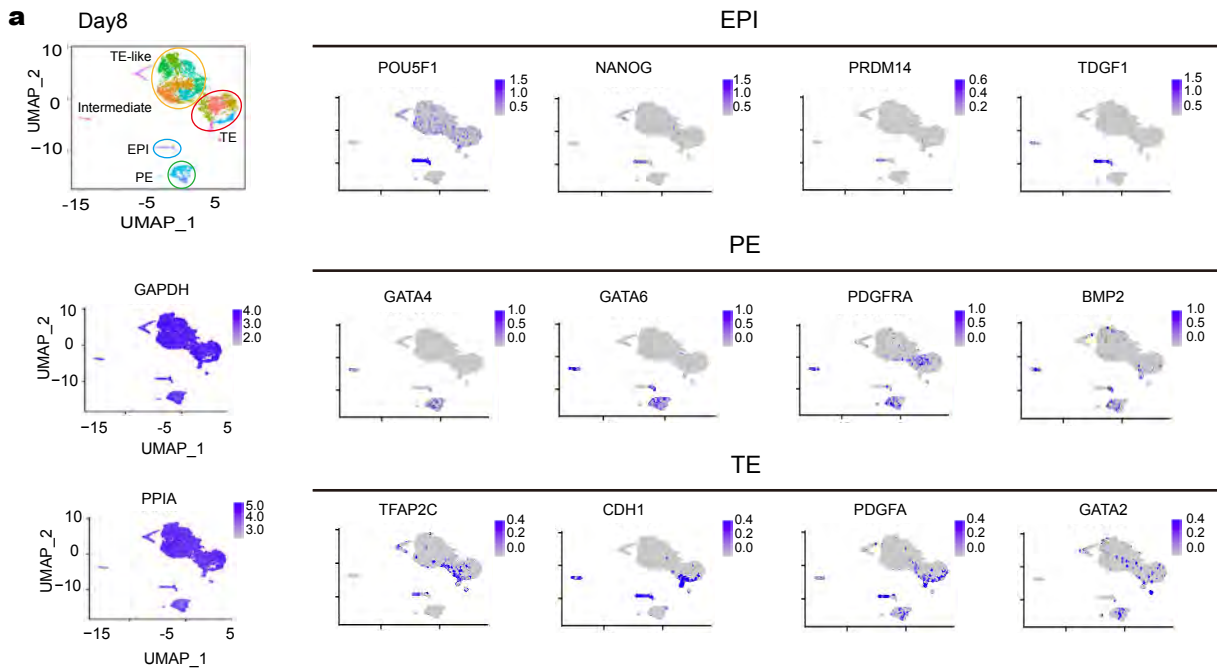 a
Day8
UMAP_2
10
0
−10
-15
-5
5
UMAP_1
TE-like
Intermediate
TE
EPI
PE
EPI
POU5F1
1.5
1.0
0.5
NANOG
1.5
1.0
0.5
PRDM14
0.6
0.4
0.2
TDGF1
1.5
1.0
0.5
GAPDH
4.0
3.0
2.0
UMAP_2
10
0
−10
−15
-5
5
UMAP_1
PE
GATA4
1.0
0.5
0.0
GATA6
1.0
0.5
0.0
PDGFRA
1.0
0.5
0.0
BMP2
1.0
0.5
0.0
PPIA
5.0
4.0
3.0
UMAP_2
10
0
−10
−15
-5
5
UMAP_1
TE
TFAP2C
0.4
0.2
0.0
CDH1
0.4
0.2
0.0
PDGFA
0.4
0.2
0.0
GATA2
0.4
0.2
0.0